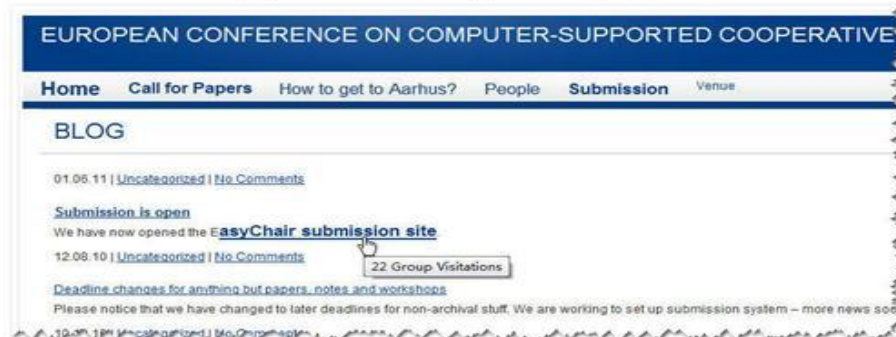 EUROPEAN CONFERENCE ON COMPUTER-SUPPORTED COOPERATIVE
Home Call for Papers How to get to Aarhus? People Submission Venue
BLOG
01.06.11 | Uncategorized | No Comments
Submission is open
We have now opened the EasyChair submission site
12.08.10 | Uncategorized | No Comments
22 Group Visitations
Deadline changes for anything but papers, notes and workshops
Please notice that we have changed to later deadlines for non-archival stuff. We are working to set up submission system – more news
Uncategorized | No Comments